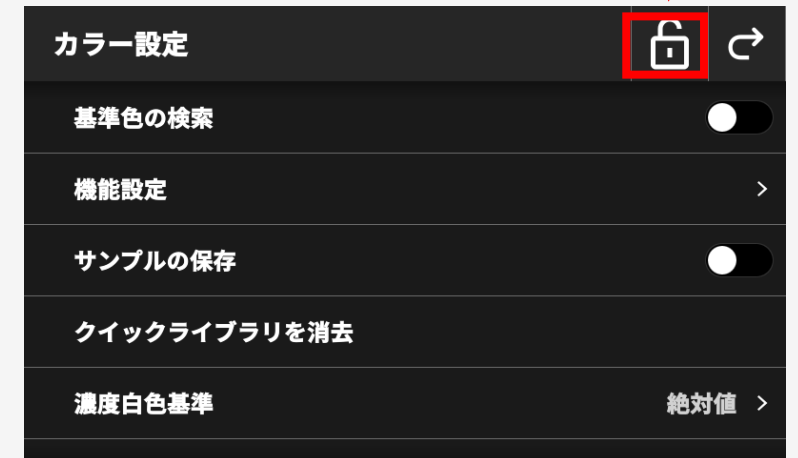 カラー設定
基準色の検索
機能設定
サンプルの保存
クイックライブラリを消去
濃度白色基準 絶対値